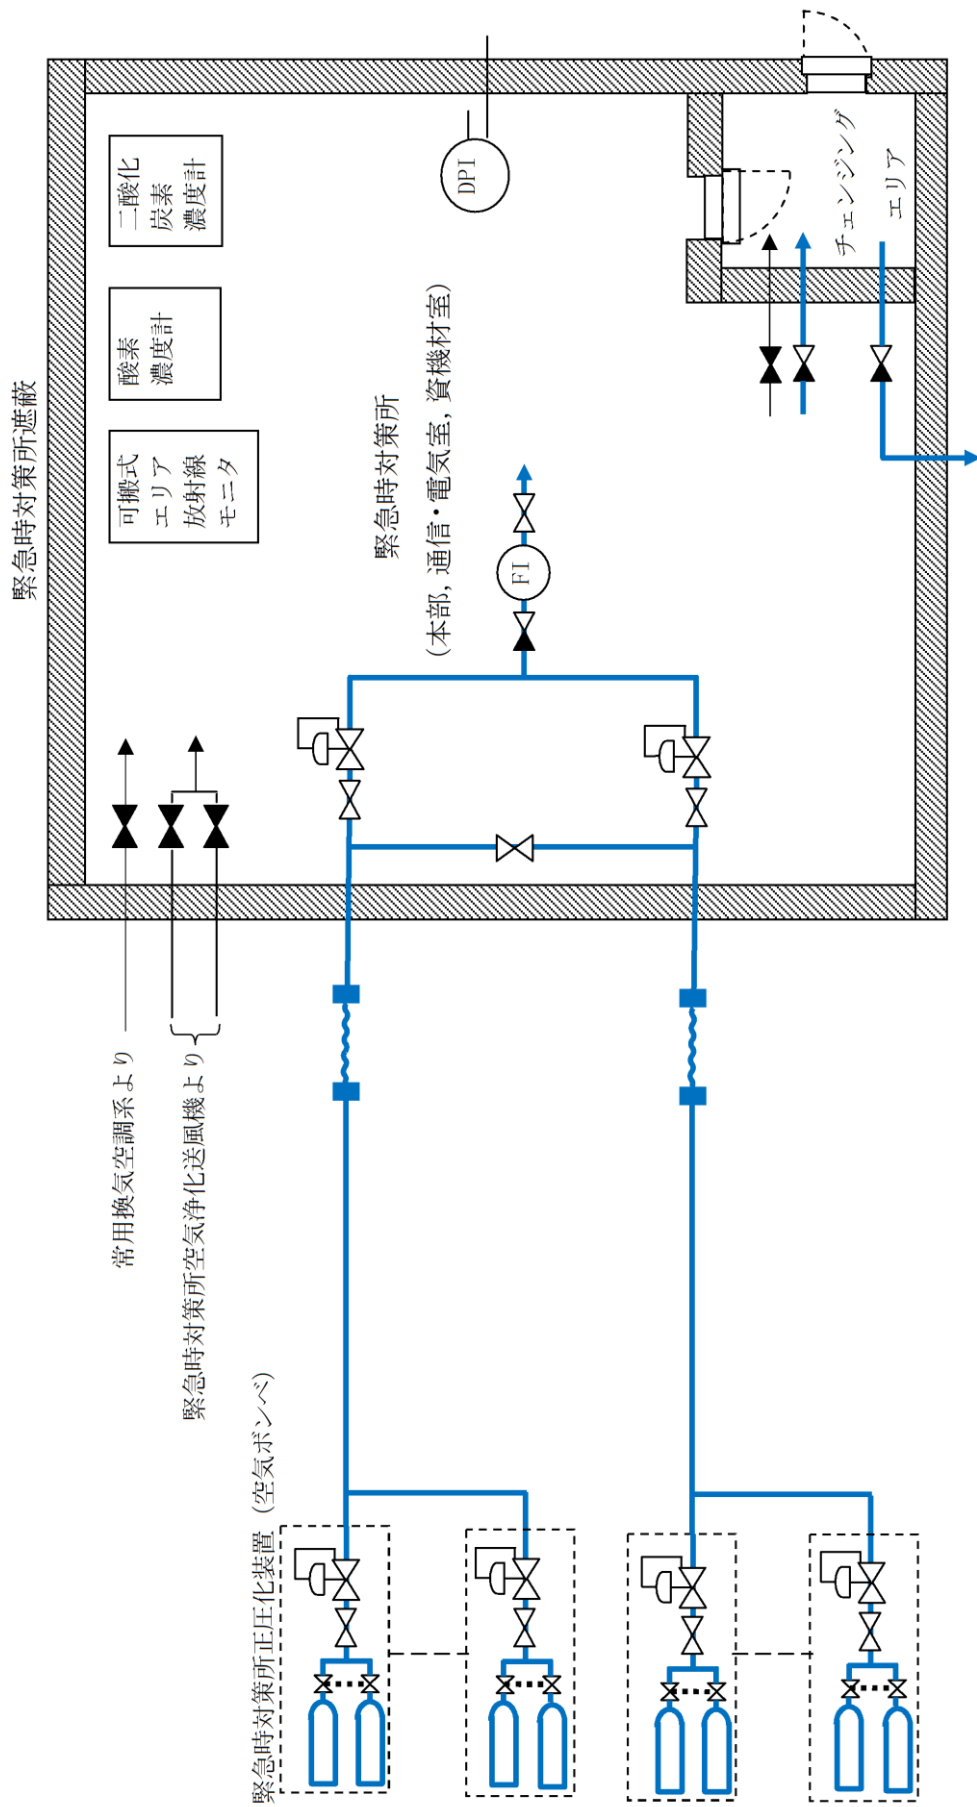 緊急時対策所遮蔽
可搬式
エリア
放射線
モニタ
酸素
濃度計
二酸化
炭素
濃度計
常用換気空調系より
緊急時対策所空気浄化送風機より
緊急時対策所正圧化装置（空気ボンベ）
緊急時対策所
(本部, 通信・電気室, 資機材室)
DPI
FI
チェンジング
エリア